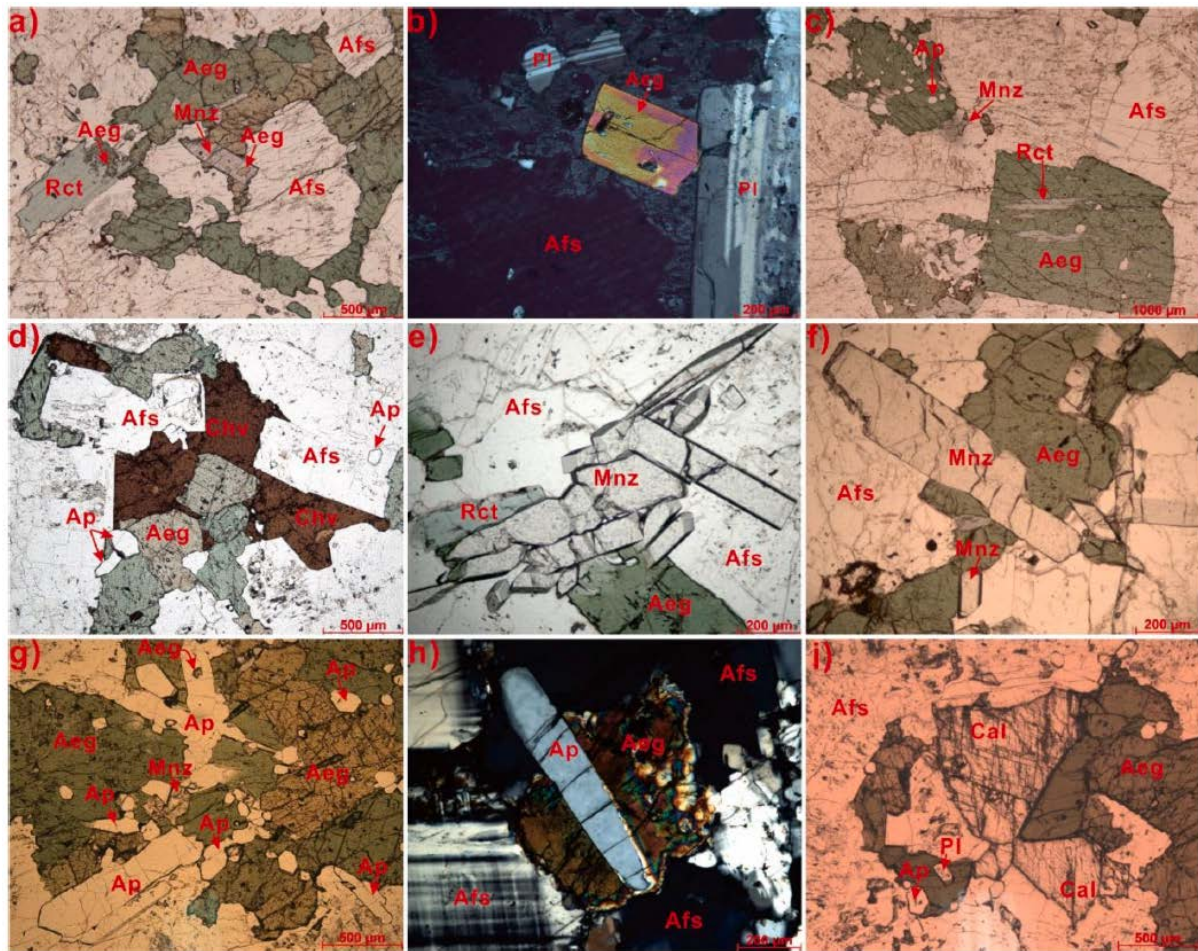 a)
Afs
Aeg
Mnz
Aeg
Aeg
Rct
Afs
500 µm
b)
Pl
Aeg
Pl
Afs
200 µm
c)
Ap
Mnz
Afs
Rct
Aeg
1000 µm
d)
Afs
Chv
Ap
Afs
Ap
Aeg
Chv
500 µm
e)
Afs
Mnz
Rct
Afs
Aeg
200 µm
f)
Mnz
Aeg
Afs
Mnz
200 µm
g)
Aeg
Ap
Ap
Aeg
Mnz
Aeg
Ap
Ap
Ap
Ap
500 µm
h)
Afs
Ap
Aeg
Afs
Afs
200 µm
i)
Afs
Cal
Aeg
Pl
Ap
Cal
500 µm